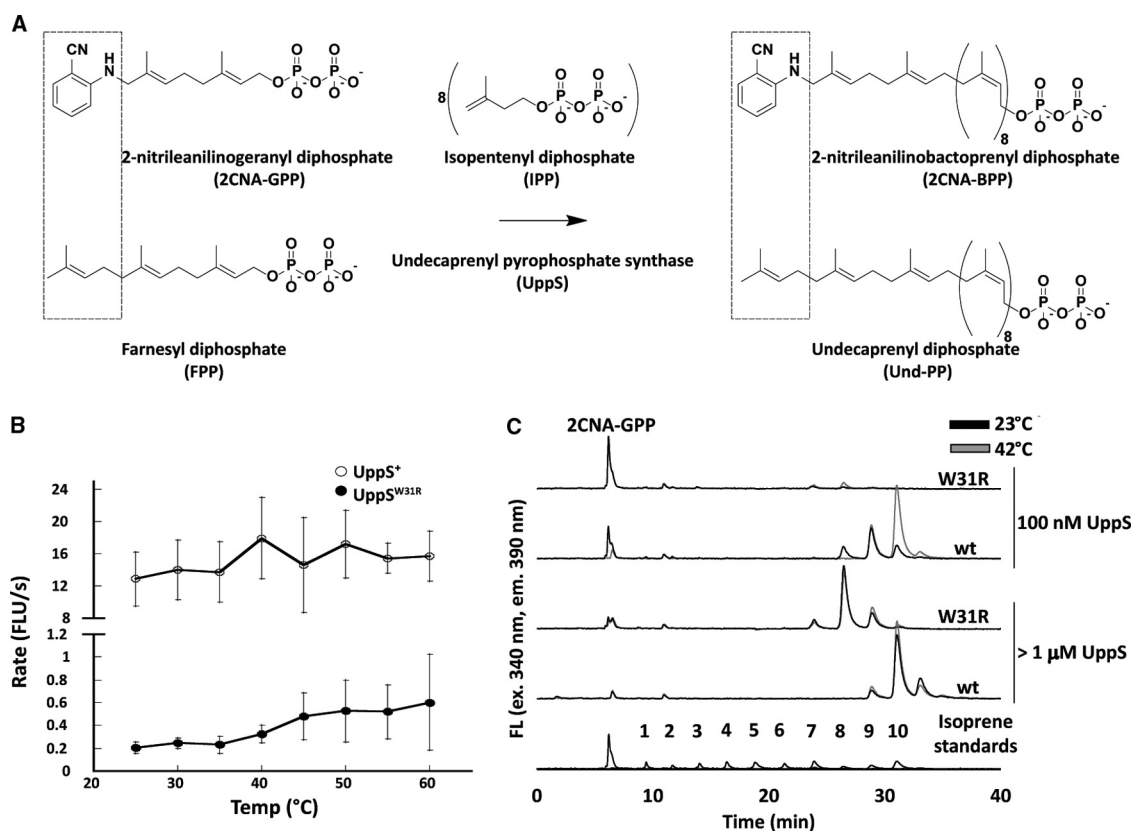 A
CN
H
N
O O
P P
O O O-
O- O-
2-nitrileanilinogeranyl diphosphate
(2CNA-GPP)
8
O O
O P O P O-
O- O-
Isopentenyl diphosphate
(IPP)
CN
H
N
8
O O
O P O P O-
O- O-
2-nitrileanilinobactoprenyl diphosphate
(2CNA-BPP)
O O
O P O P O-
O- O-
Farnesyl diphosphate
(FPP)
Undecaprenyl pyrophosphate synthase
(UppS)
8
O O
O P O P O-
O- O-
Undecaprenyl diphosphate
(Und-PP)
B
UppS+
UppSW31R
Rate (FLU/s)
24
20
16
12
8
1.2
1
0.8
0.6
0.4
0.2
0
20 30 40 50 60
Temp (°C)
C
2CNA-GPP
23°C
42°C
W31R
wt
100 nM UppS
W31R
wt
> 1 µM UppS
1 2 3 4 5 6 7 8 9 10
Isoprene
standards
FL (ex. 340 nm, em. 390 nm)
0 10 20 30 40
Time (min)